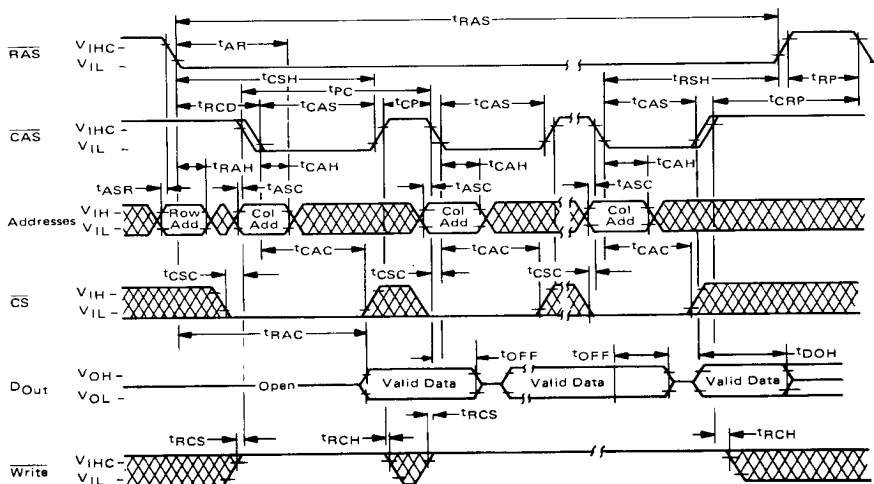 tRAS
RAS VIHC
VIL
tAR
tCSH
tRSH
tRP
tPC
tRCD tCAS tCP tCAS tCAS tCRP
CAS VIHC
VIL
tRAH tCAH tCAH tCAH
tASR tASC tASC tASC
Addresses VIH
VIL
Row Add
Col Add
Col Add
Col Add
tCAC tCAC tCAC
tCSC tCSC tCSC
CS VIH
VIL
tRAC
tOFF tOFF tDOH
DOut VOH
VOL
Open Valid Data Valid Data Valid Data
tRCS
tRCS tRCH tRCH
Write VIHC
VIL